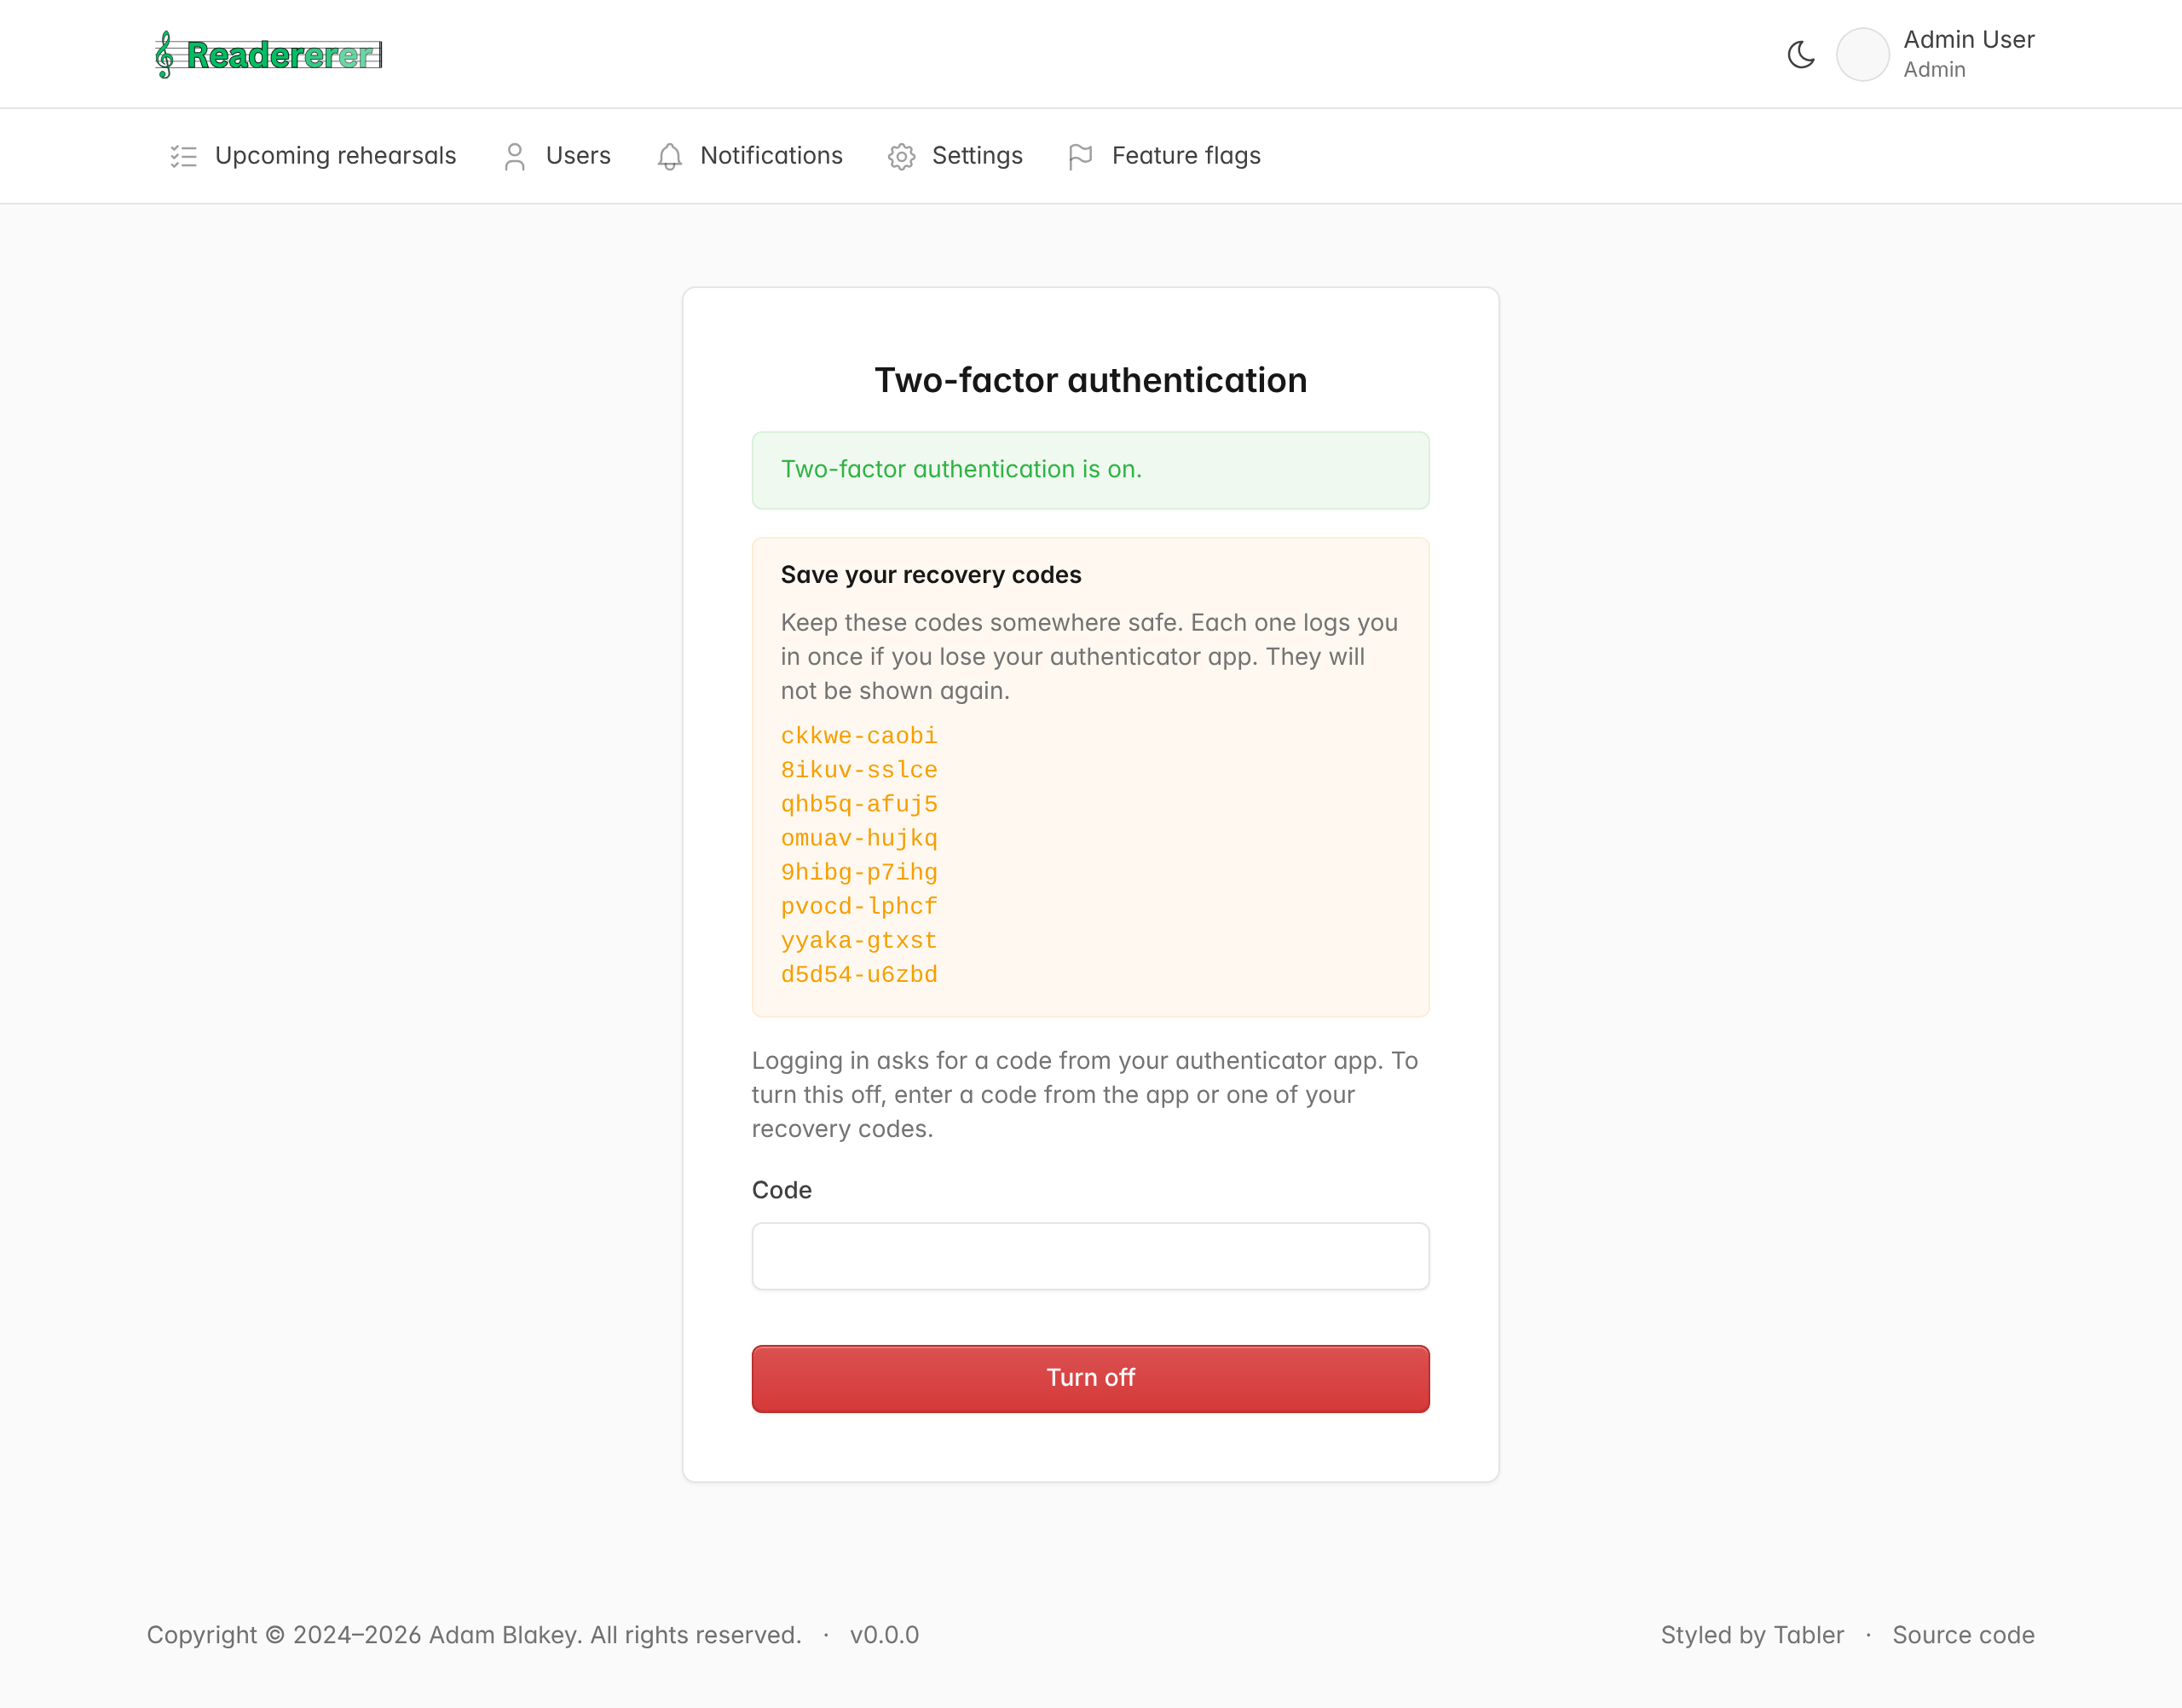 Readererer
Admin User
Admin
Upcoming rehearsals
Users
Notifications
Settings
Feature flags
Two-factor authentication
Two-factor authentication is on.
Save your recovery codes
Keep these codes somewhere safe. Each one logs you
in once if you lose your authenticator app. They will
not be shown again.
ckkwe-caobi
8ikuv-sslce
qhb5q-afuj5
omuav-hujkq
9hibg-p7ihg
pvocd-lphcf
yyaka-gtxst
d5d54-u6zbd
Logging in asks for a code from your authenticator app. To
turn this off, enter a code from the app or one of your
recovery codes.
Code
Turn off
Copyright © 2024–2026 Adam Blakey. All rights reserved. · v0.0.0
Styled by Tabler · Source code